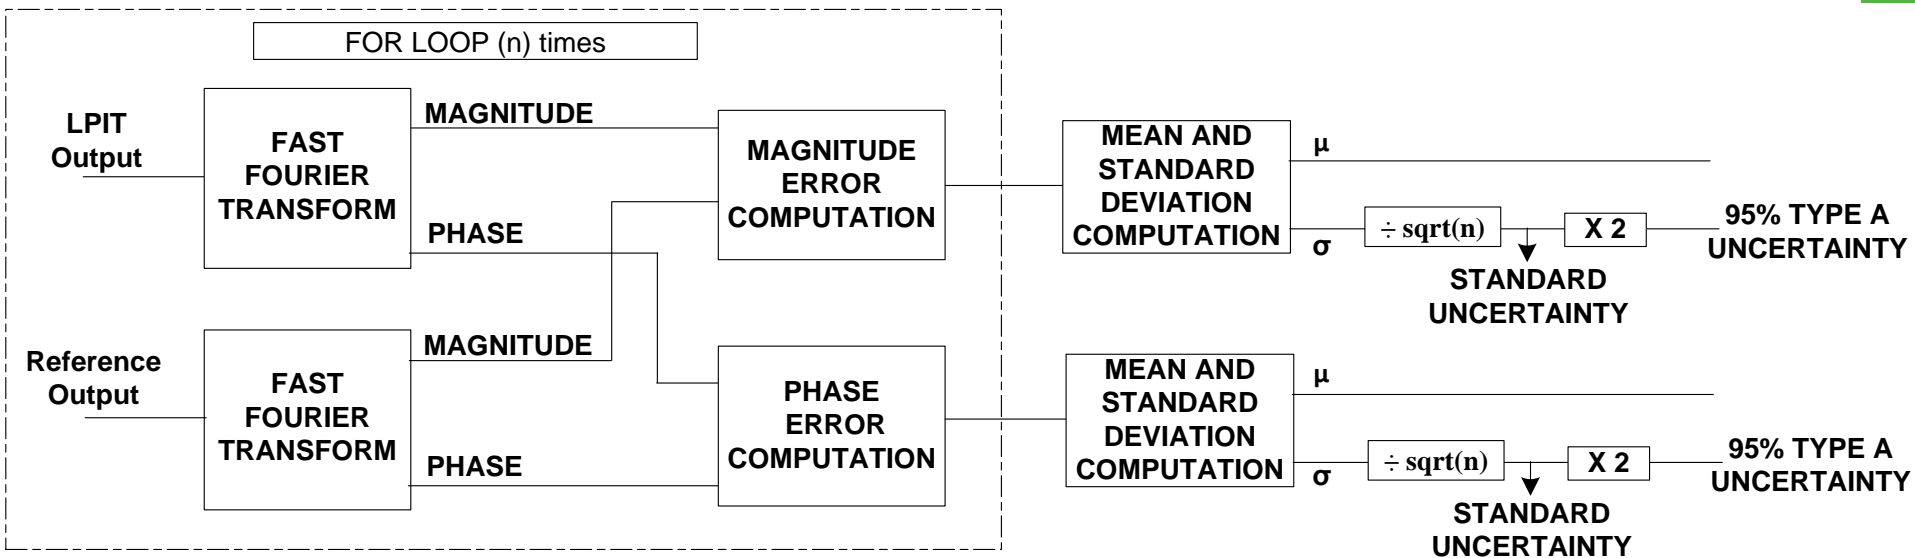 FOR LOOP (n) times
LPIT
Output
FAST
FOURIER
TRANSFORM
MAGNITUDE
PHASE
MAGNITUDE
ERROR
COMPUTATION
MEAN AND
STANDARD
DEVIATION
COMPUTATION
μ
σ
÷ sqrt(n)
X 2
95% TYPE A
UNCERTAINTY
STANDARD
UNCERTAINTY
Reference
Output
FAST
FOURIER
TRANSFORM
MAGNITUDE
PHASE
PHASE
ERROR
COMPUTATION
MEAN AND
STANDARD
DEVIATION
COMPUTATION
μ
σ
÷ sqrt(n)
X 2
95% TYPE A
UNCERTAINTY
STANDARD
UNCERTAINTY